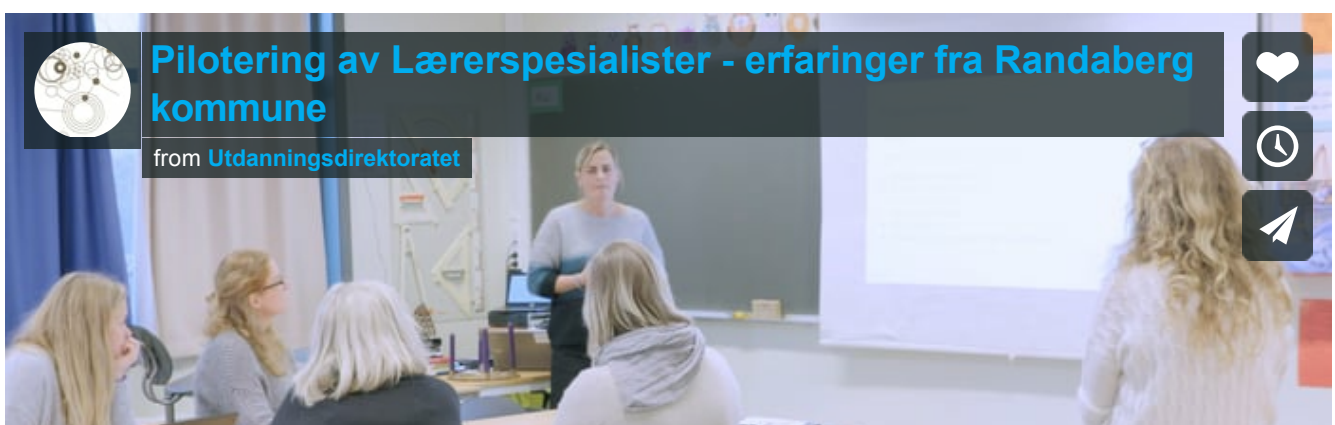 Pilotering av Lærerspesialister - erfaringer fra Randaberg
kommune
from Utdanningsdirektoratet